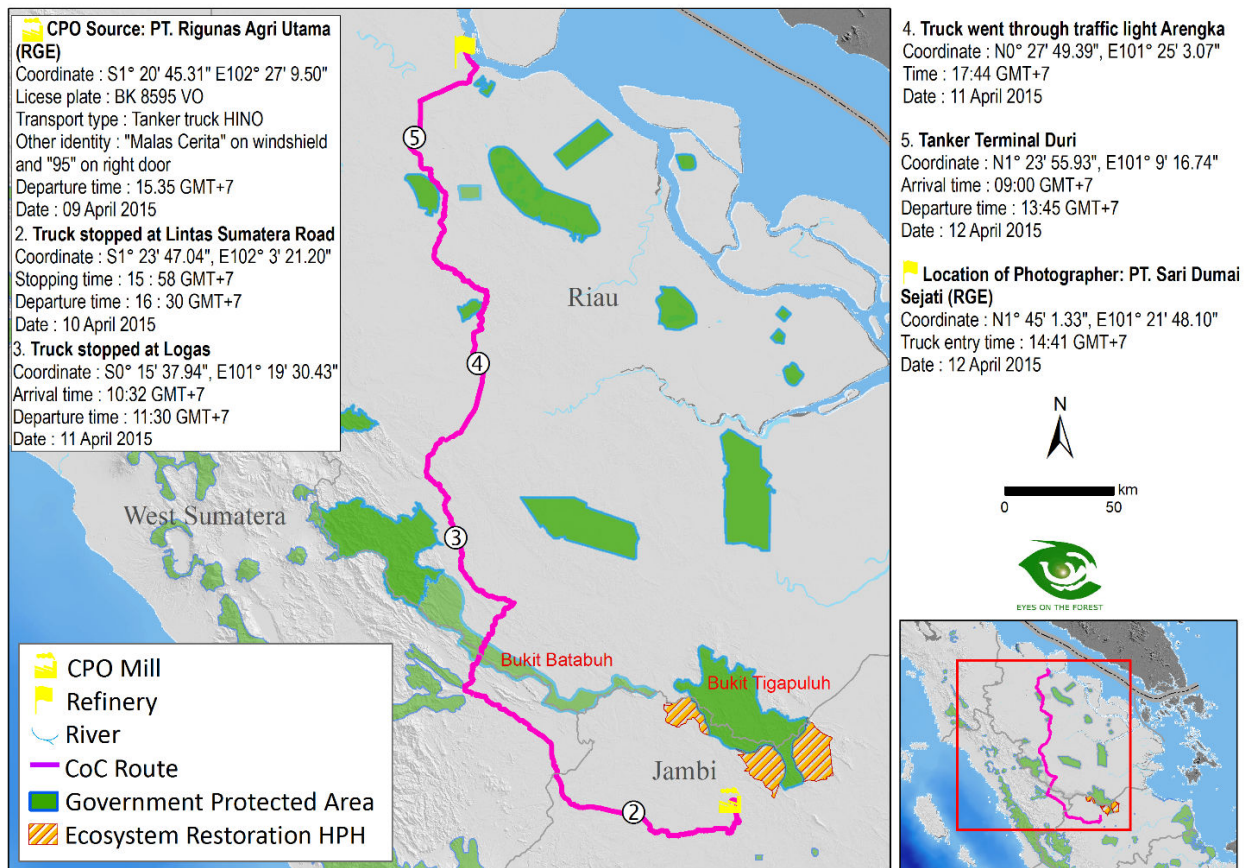 CPO Source: PT. Rigunas Agri Utama
(RGE)
Coordinate : S1° 20' 45.31" E102° 27' 9.50"
Licese plate : BK 8595 VO
Transport type : Tanker truck HINO
Other identity : "Malas Cerita" on windshield
and "95" on right door
Departure time : 15.35 GMT+7
Date : 09 April 2015
2. Truck stopped at Lintas Sumatera Road
Coordinate : S1° 23' 47.04", E102° 3' 21.20"
Stopping time : 15 : 58 GMT+7
Departure time : 16 : 30 GMT+7
Date : 10 April 2015
3. Truck stopped at Logas
Coordinate : S0° 15' 37.94", E101° 19' 30.43"
Arrival time : 10:32 GMT+7
Departure time : 11:30 GMT+7
Date : 11 April 2015
4. Truck went through traffic light Arengka
Coordinate : N0° 27' 49.39", E101° 25' 3.07"
Time : 17:44 GMT+7
Date : 11 April 2015
5. Tanker Terminal Duri
Coordinate : N1° 23' 55.93", E101° 9' 16.74"
Arrival time : 09:00 GMT+7
Departure time : 13:45 GMT+7
Date : 12 April 2015
Location of Photographer: PT. Sari Dumai
Sejati (RGE)
Coordinate : N1° 45' 1.33", E101° 21' 48.10"
Truck entry time : 14:41 GMT+7
Date : 12 April 2015
N
km
0 50
EYES ON THE FOREST
5
Riau
4
West Sumatera
3
Bukit Batabuh
Bukit Tigapuluh
Jambi
2
CPO Mill
Refinery
River
CoC Route
Government Protected Area
Ecosystem Restoration HPH